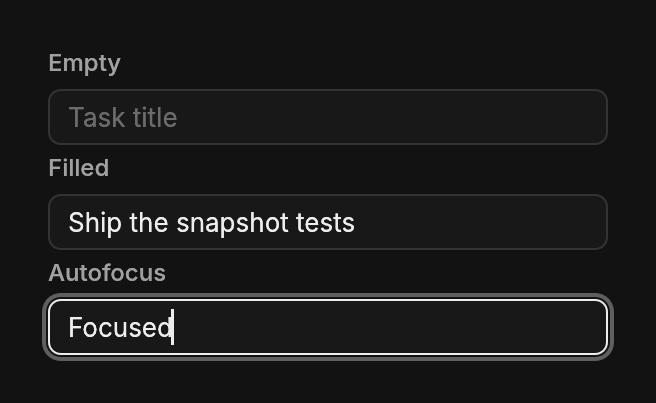 Empty
Task title
Filled
Ship the snapshot tests
Autofocus
Focused